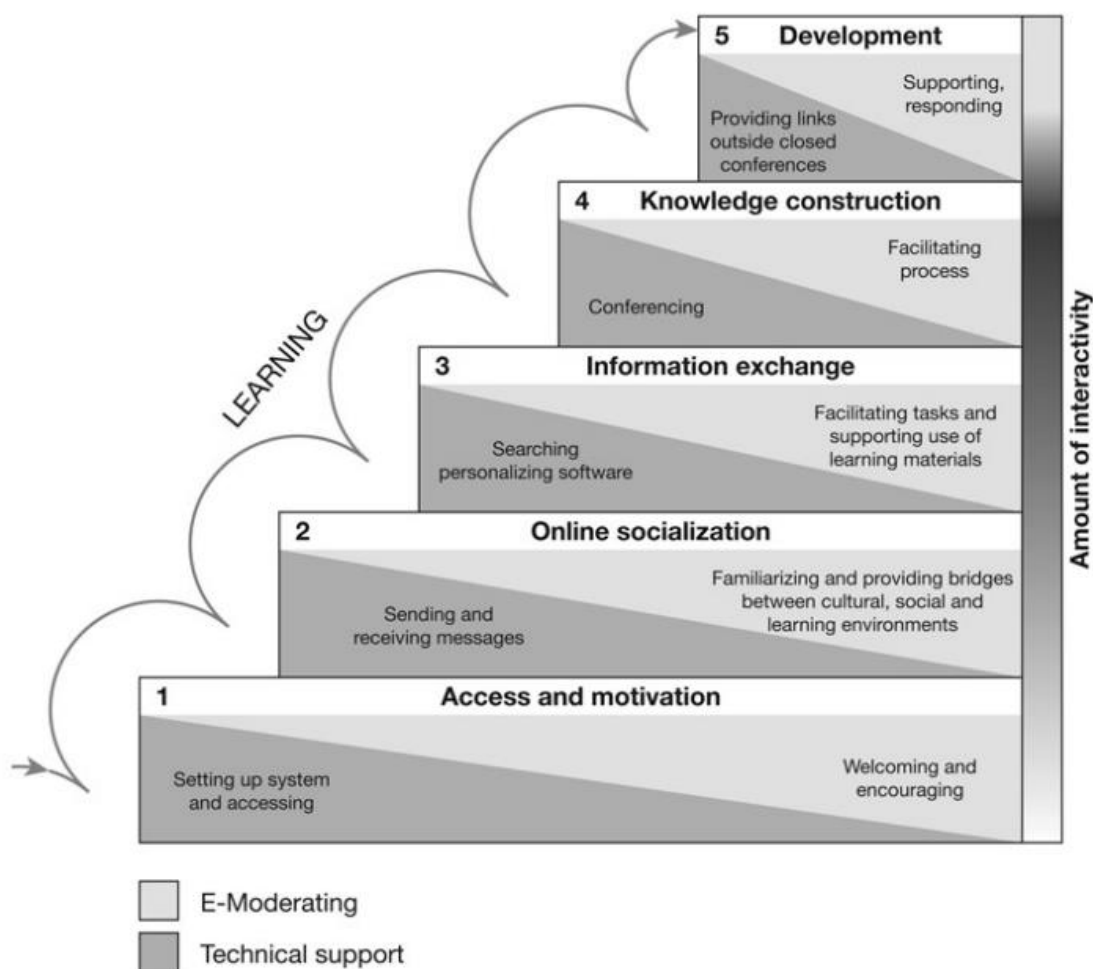 5 Development
Supporting,
responding
Providing links
outside closed
conferences
4 Knowledge construction
Facilitating
process
Conferencing
LEARNING
3 Information exchange
Facilitating tasks and
supporting use of
learning materials
Searching
personalizing software
2 Online socialization
Familiarizing and providing bridges
between cultural, social and
learning environments
Sending and
receiving messages
1 Access and motivation
Welcoming and
encouraging
Setting up system
and accessing
Amount of interactivity
E-Moderating
Technical support